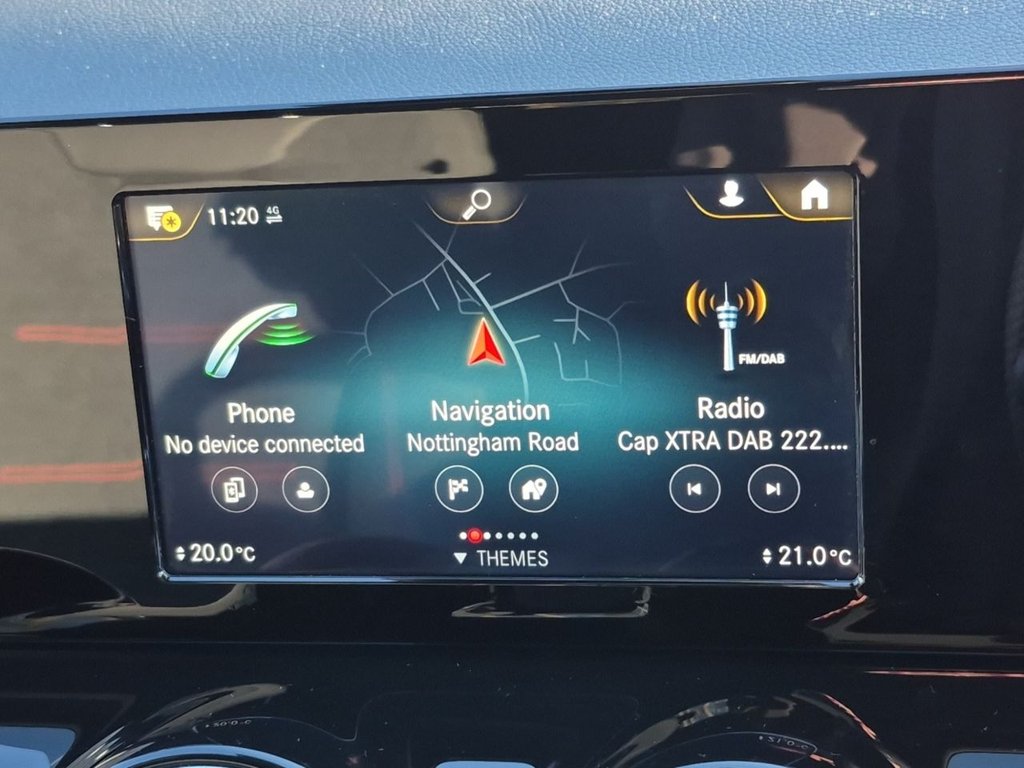 11:20 4G
FM/DAB
Phone
Navigation
Radio
No device connected
Nottingham Road
Cap XTRA DAB 222....
20.0°C
THEMES
21.0°C